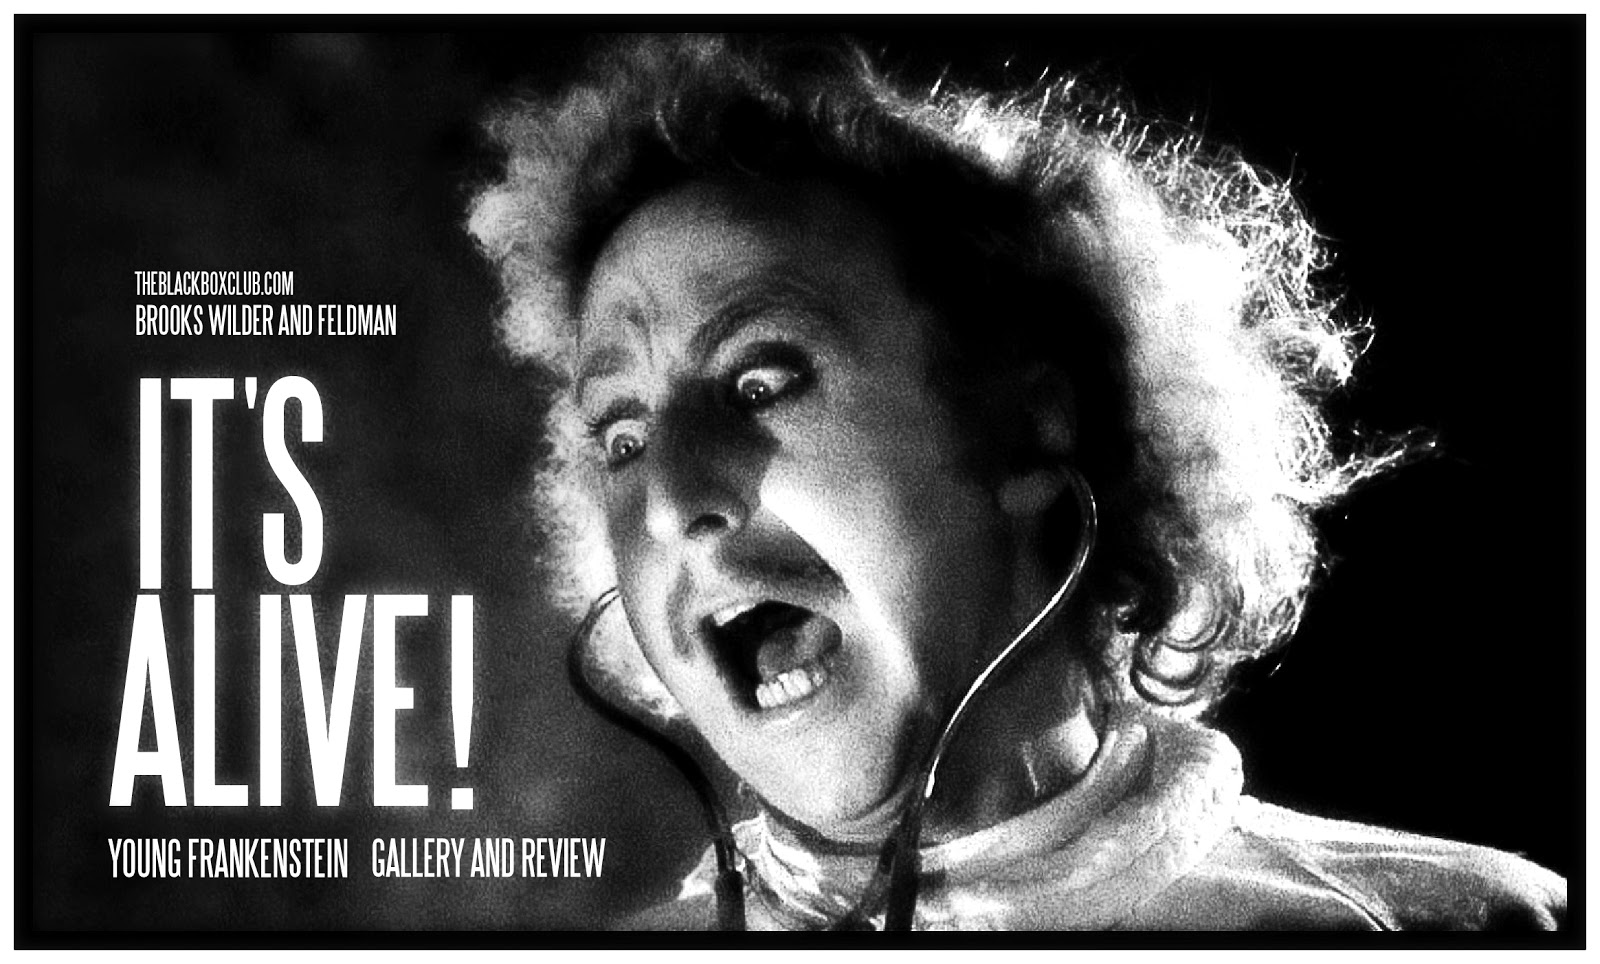 THEBLACKBOXCLUB.COM
BROOKS WILDER AND FELDMAN
IT'S
ALIVE!
YOUNG FRANKENSTEIN GALLERY AND REVIEW